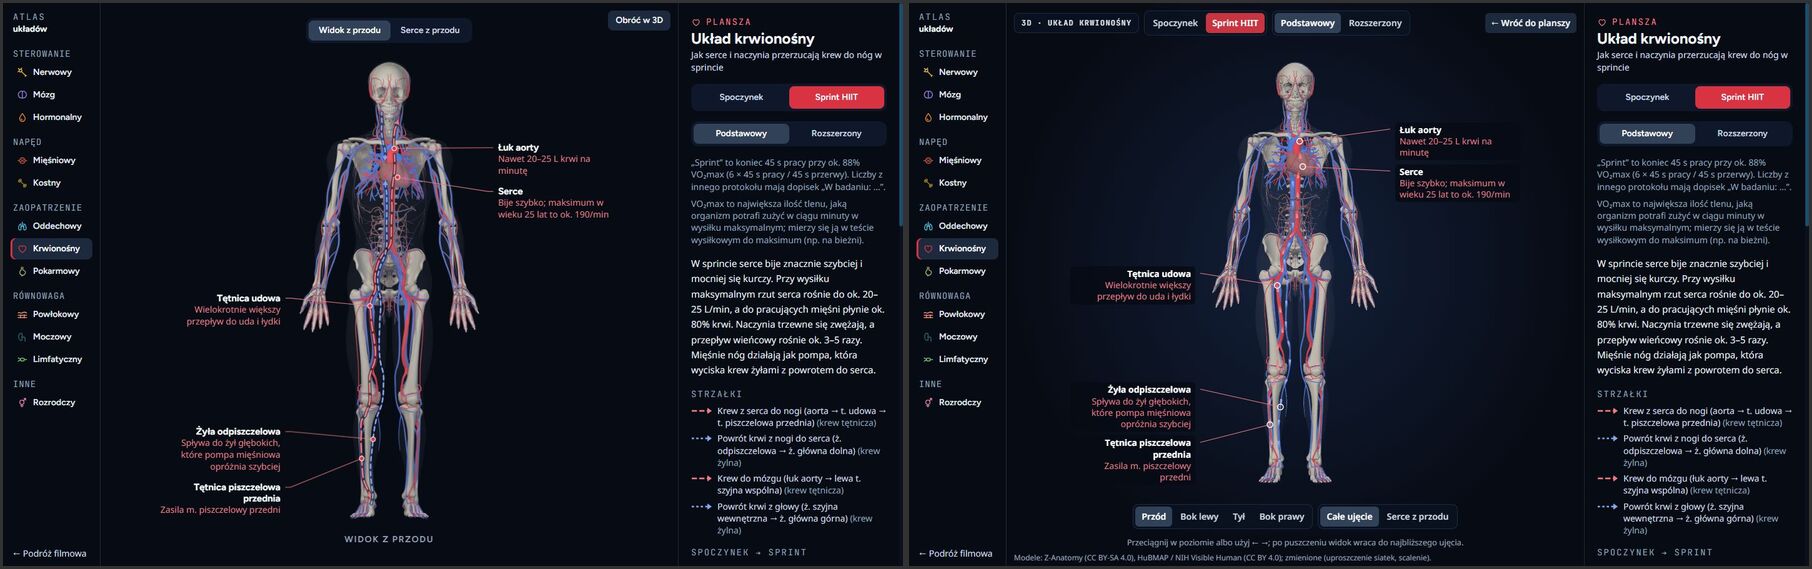 ATLAS
układów
STEROWANIE
Nerwowy
Mózg
Hormonalny
NAPĘD
Mięśniowy
Kostny
ZAOPATRZENIE
Oddechowy
Krwionośny
Pokarmowy
RÓWNOWAGA
Powłokowy
Moczowy
Limfatyczny
INNE
Rozrodczy
← Podróż filmowa
Widok z przodu
Serce z przodu
Obróć w 3D
Łuk aorty
Nawet 20–25 L krwi na
minutę
Serce
Bije szybko; maksimum w
wieku 25 lat to ok. 190/min
Tętnica udowa
Wielokrotnie większy
przepływ do uda i łydki
Żyła odpiszczelowa
Spływa do żył głębokich,
które pompa mięśniowa
opróżnia szybciej
Tętnica piszczelowa
przednia
Zasila m. piszczelowy przedni
WIDOK Z PRZODU
PLANSZA
Układ krwionośny
Jak serce i naczynia przerzucają krew do nóg w
sprincie
Spoczynek
Sprint HIIT
Podstawowy
Rozszerzony
„Sprint” to koniec 45 s pracy przy ok. 88%
VO₂max (6 × 45 s pracy / 45 s przerwy). Liczby z
innego protokołu mają dopisek „W badaniu: ...”.
VO₂max to największa ilość tlenu, jaką
organizm potrafi zużyć w ciągu minuty w
wysiłku maksymalnym; mierzy się ją w teście
wysiłkowym do maksimum (np. na bieżni).
W sprincie serce bije znacznie szybciej i
mocniej się kurczy. Przy wysiłku
maksymalnym rzut serca rośnie do ok. 20–
25 L/min, a do pracujących mięśni płynie ok.
80% krwi. Naczynia trzewne się zwężają, a
przepływ wieńcowy rośnie ok. 3–5 razy.
Mięśnie nóg działają jak pompa, która
wyciska krew żyłami z powrotem do serca.
STRZAŁKI
Krew z serca do nogi (aorta → t. udowa →
t. piszczelowa przednia) (krew tętnicza)
Powrót krwi z nogi do serca (ż.
odpiszczelowa → ż. główna dolna) (krew
żylna)
Krew do mózgu (łuk aorty → lewa t.
szyjna wspólna) (krew tętnicza)
Powrót krwi z głowy (ż. szyjna
wewnętrzna → ż. główna górna) (krew
żylna)
SPOCZYNEK → SPRINT
ATLAS
układów
STEROWANIE
Nerwowy
Mózg
Hormonalny
NAPĘD
Mięśniowy
Kostny
ZAOPATRZENIE
Oddechowy
Krwionośny
Pokarmowy
RÓWNOWAGA
Powłokowy
Moczowy
Limfatyczny
INNE
Rozrodczy
← Podróż filmowa
3D · UKŁAD KRWIONOŚNY
Spoczynek
Sprint HIIT
Podstawowy
Rozszerzony
← Wróć do planszy
Łuk aorty
Nawet 20–25 L krwi na
minutę
Serce
Bije szybko; maksimum w
wieku 25 lat to ok. 190/min
Tętnica udowa
Wielokrotnie większy
przepływ do uda i łydki
Żyła odpiszczelowa
Spływa do żył głębokich,
które pompa mięśniowa
opróżnia szybciej
Tętnica piszczelowa
przednia
Zasila m. piszczelowy
przedni
Przód
Bok lewy
Tył
Bok prawy
Całe ujęcie
Serce z przodu
Przeciągnij w poziomie albo użyj ← →; po puszczeniu widok wraca do najbliższego ujęcia.
Modele: Z-Anatomy (CC BY-SA 4.0), HuBMAP / NIH Visible Human (CC BY 4.0); zmienione (uproszczenie siatek, scalenie).
PLANSZA
Układ krwionośny
Jak serce i naczynia przerzucają krew do nóg w
sprincie
Spoczynek
Sprint HIIT
Podstawowy
Rozszerzony
„Sprint” to koniec 45 s pracy przy ok. 88%
VO₂max (6 × 45 s pracy / 45 s przerwy). Liczby z
innego protokołu mają dopisek „W badaniu: ...”.
VO₂max to największa ilość tlenu, jaką
organizm potrafi zużyć w ciągu minuty w
wysiłku maksymalnym; mierzy się ją w teście
wysiłkowym do maksimum (np. na bieżni).
W sprincie serce bije znacznie szybciej i
mocniej się kurczy. Przy wysiłku
maksymalnym rzut serca rośnie do ok. 20–
25 L/min, a do pracujących mięśni płynie ok.
80% krwi. Naczynia trzewne się zwężają, a
przepływ wieńcowy rośnie ok. 3–5 razy.
Mięśnie nóg działają jak pompa, która
wyciska krew żyłami z powrotem do serca.
STRZAŁKI
Krew z serca do nogi (aorta → t. udowa →
t. piszczelowa przednia) (krew tętnicza)
Powrót krwi z nogi do serca (ż.
odpiszczelowa → ż. główna dolna) (krew
żylna)
Krew do mózgu (łuk aorty → lewa t.
szyjna wspólna) (krew tętnicza)
Powrót krwi z głowy (ż. szyjna
wewnętrzna → ż. główna górna) (krew
żylna)
SPOCZYNEK → SPRINT